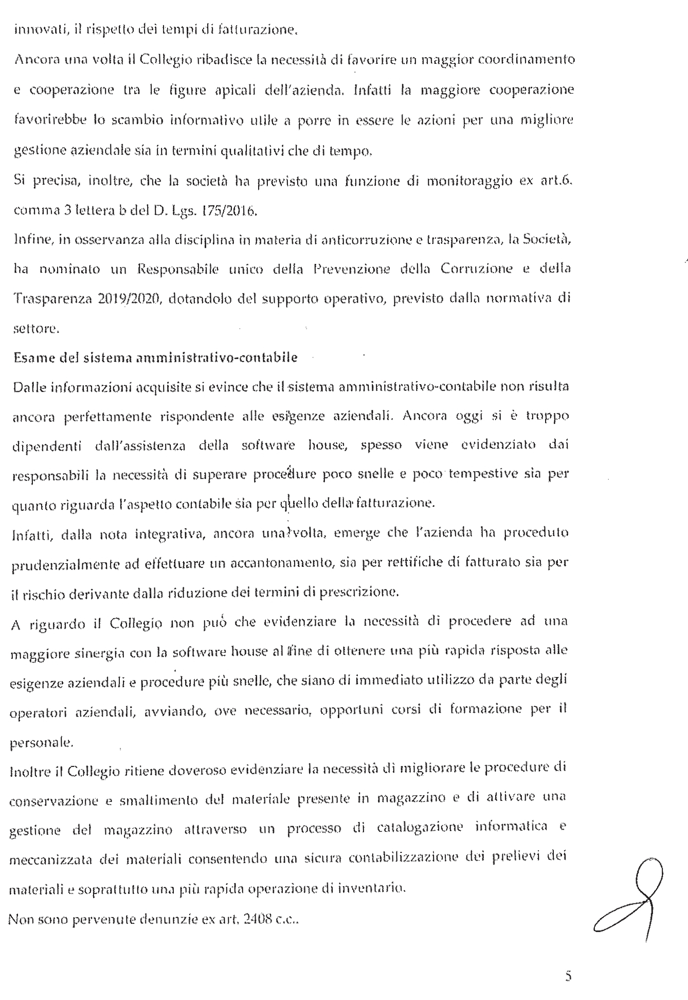 innovati, il rispetto dei tempi di fatturazione.
Ancora una volta il Collegio ribadisce la necessità di favorire un maggior coordinamento
e cooperazione tra le figure apicali dell'azienda. Infatti la maggiore cooperazione
favorirebbe lo scambio informativo utile a porre in essere le azioni per una migliore
gestione aziendale sia in termini qualitativi che di tempo.
Si precisa, inoltre, che la società ha previsto una funzione di monitoraggio ex art.6.
comma 3 lettera b del D. Lgs. 175/2016.
Infine, in osservanza alla disciplina in materia di anticorruzione e trasparenza, la Società,
ha nominato un Responsabile unico della Prevenzione della Corruzione e della
Trasparenza 2019/2020, dotandolo del supporto operativo, previsto dalla normativa di
settore.
Esame del sistema amministrativo-contabile
Dalle informazioni acquisite si evince che il sistema amministrativo-contabile non risulta
ancora perfettamente rispondente alle esigenze aziendali. Ancora oggi si è troppo
dipendenti dall'assistenza della software house, spesso viene evidenziato dai
responsabili la necessità di superare procedure poco snelle e poco tempestive sia per
quanto riguarda l'aspetto contabile sia per quello della fatturazione.
Infatti, dalla nota integrativa, ancora una volta, emerge che l'azienda ha proceduto
prudenzialmente ad effettuare un accantonamento, sia per rettifiche di fatturato sia per
il rischio derivante dalla riduzione dei termini di prescrizione.
A riguardo il Collegio non può che evidenziare la necessità di procedere ad una
maggiore sinergia con la software house al fine di ottenere una più rapida risposta alle
esigenze aziendali e procedure più snelle, che siano di immediato utilizzo da parte degli
operatori aziendali, avviando, ove necessario, opportuni corsi di formazione per il
personale.
Inoltre il Collegio ritiene doveroso evidenziare la necessità di migliorare le procedure di
conservazione e smaltimento del materiale presente in magazzino e di attivare una
gestione del magazzino attraverso un processo di catalogazione informatica e
meccanizzata dei materiali consentendo una sicura contabilizzazione dei prelievi dei
materiali e soprattutto una più rapida operazione di inventario.
Non sono pervenute denunzie ex art. 2408 c.c..
5